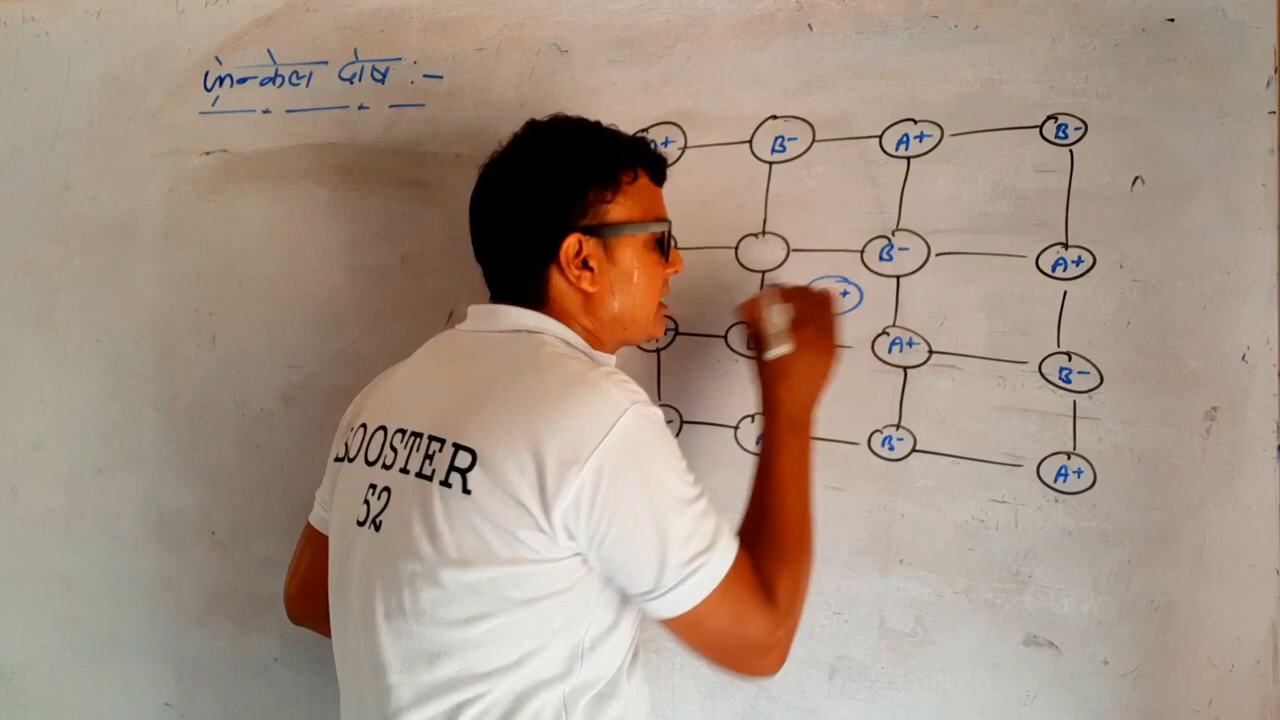 फ्रेन्केल दोष :-
A+ B- A+ B-
B- A+
+
A+ B-
B- A+
BOOSTER
52